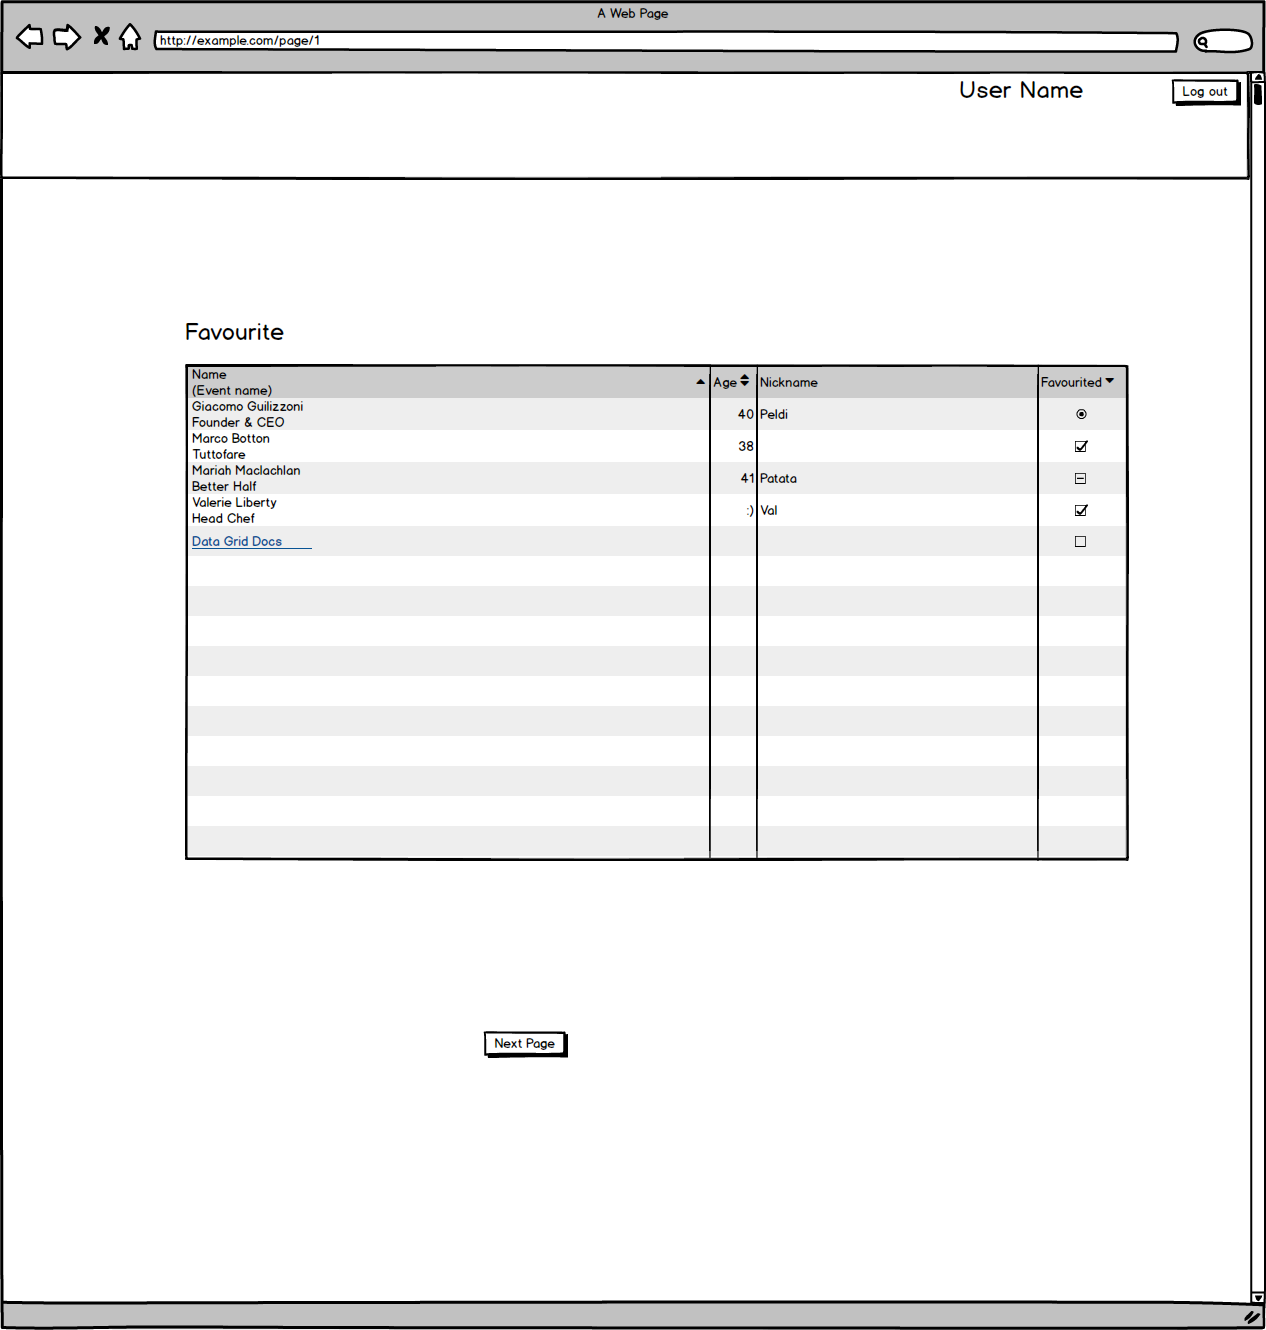 A Web Page
http://example.com/page/1
User Name
Log out
Favourite
Name
(Event name)
Age
Nickname
Favourited
Giacomo Guilizzoni
Founder & CEO
40
Peldi
Marco Botton
Tuttofare
38
Mariah Maclachlan
Better Half
41
Patata
Valerie Liberty
Head Chef
:)
Val
Data Grid Docs
Next Page